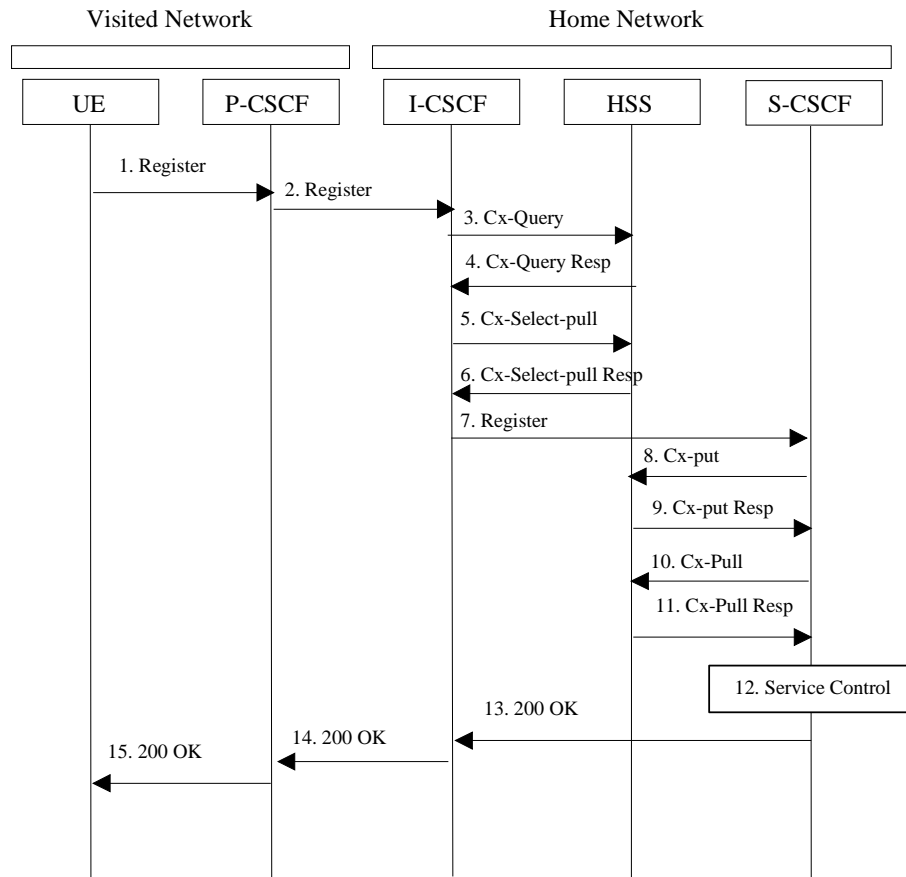 Visited Network
Home Network
UE
P-CSCF
I-CSCF
HSS
S-CSCF
1. Register
2. Register
3. Cx-Query
4. Cx-Query Resp
5. Cx-Select-pull
6. Cx-Select-pull Resp
7. Register
8. Cx-put
9. Cx-put Resp
10. Cx-Pull
11. Cx-Pull Resp
12. Service Control
13. 200 OK
14. 200 OK
15. 200 OK